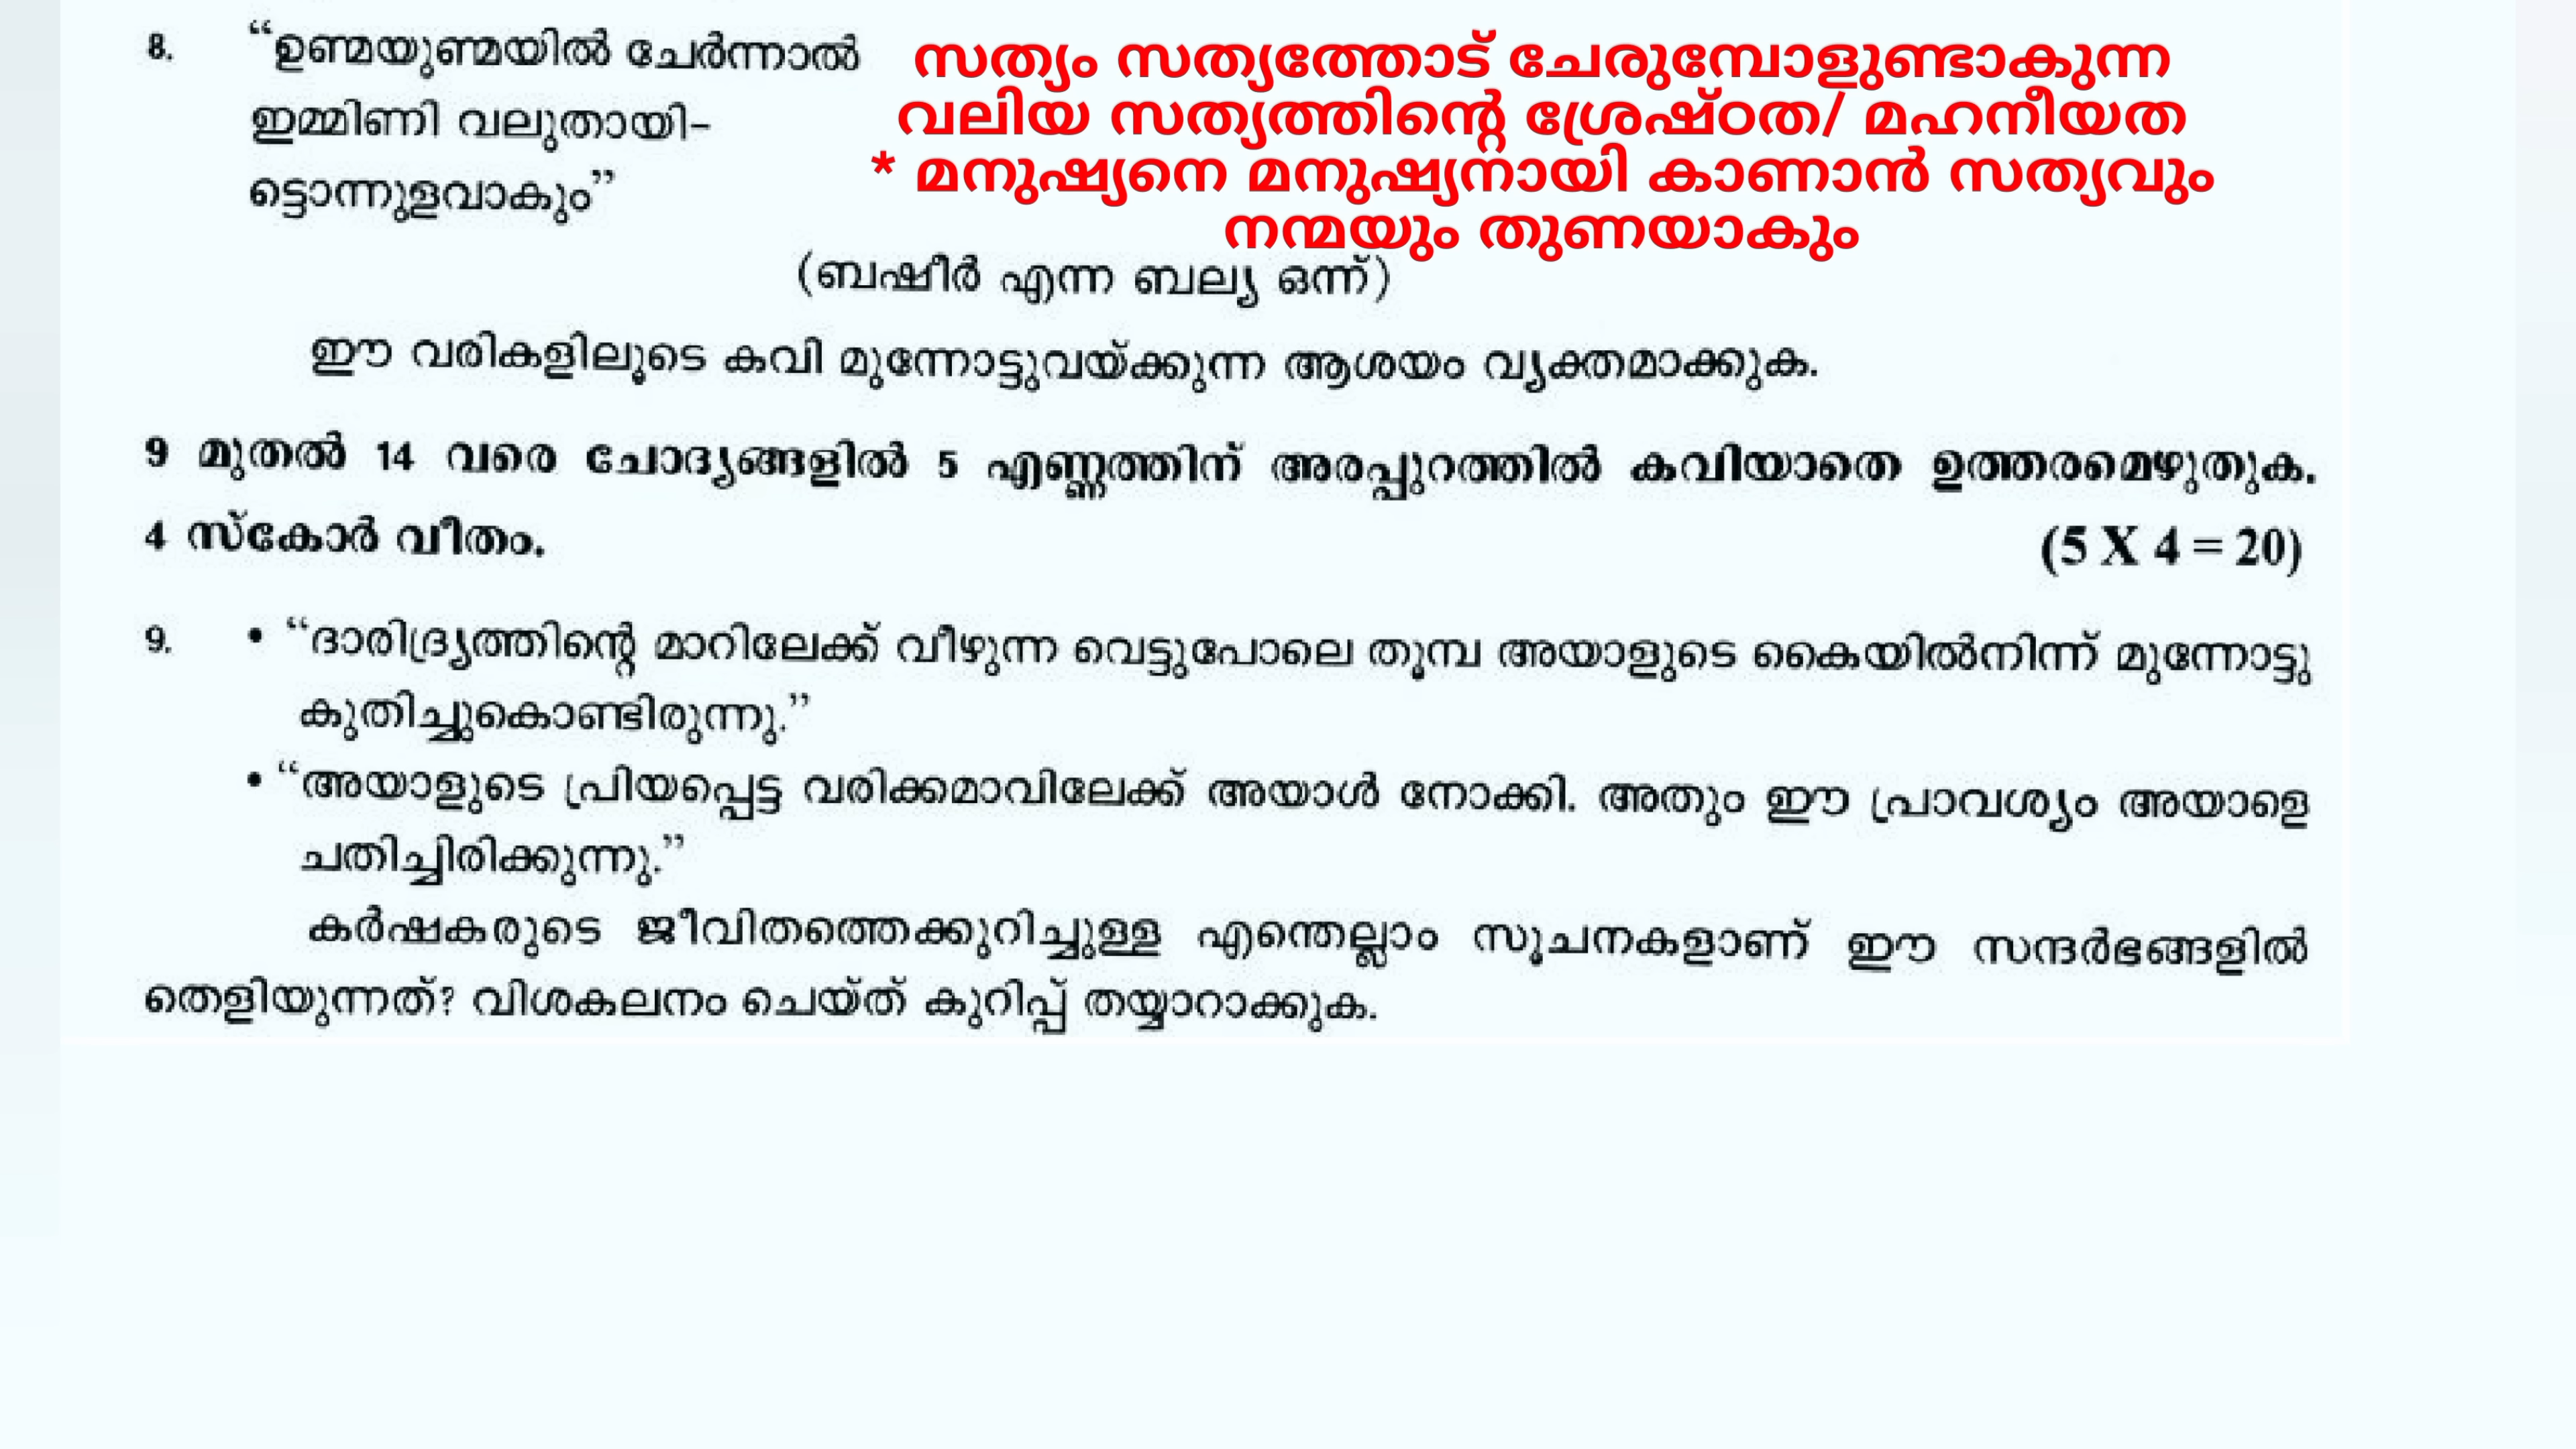 8. “ഉണ്മയുണ്മയിൽ ചേർന്നാൽ
സത്യം സത്യത്തോട് ചേരുമ്പോളുണ്ടാകുന്ന
ഇമ്മിണി വലുതായി–
വലിയ സത്യത്തിന്റെ ശ്രേഷ്ഠത/ മഹനീയത
* മനുഷ്യനെ മനുഷ്യനായി കാണാൻ സത്യവും
ട്ടൊന്നുളവാകും”
നന്മയും തുണയാകും
(ബഷീർ എന്ന ബല്യ ഒന്ന്)
ഈ വരികളിലൂടെ കവി മുന്നോട്ടുവയ്ക്കുന്ന ആശയം വ്യക്തമാക്കുക.
9 മുതൽ 14 വരെ ചോദ്യങ്ങളിൽ 5 എണ്ണത്തിന് അരപ്പുറത്തിൽ കവിയാതെ ഉത്തരമെഴുതുക.
4 സ്കോർ വീതം. (5 X 4 = 20)
9. • “ദാരിദ്ര്യത്തിന്റെ മാറിലേക്ക് വീഴുന്ന വെട്ടുപോലെ തൂമ്പ അയാളുടെ കൈയിൽനിന്ന് മുന്നോട്ടു
കുതിച്ചുകൊണ്ടിരുന്നു.”
• “അയാളുടെ പ്രിയപ്പെട്ട വരിക്കമാവിലേക്ക് അയാൾ നോക്കി. അതും ഈ പ്രാവശ്യം അയാളെ
ചതിച്ചിരിക്കുന്നു.”
കർഷകരുടെ ജീവിതത്തെക്കുറിച്ചുള്ള എന്തെല്ലാം സൂചനകളാണ് ഈ സന്ദർഭങ്ങളിൽ
തെളിയുന്നത്? വിശകലനം ചെയ്ത് കുറിപ്പ് തയ്യാറാക്കുക.